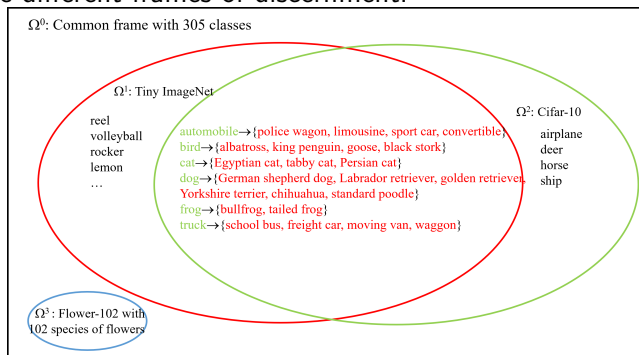 different frames of discernment.
Ω⁰: Common frame with 305 classes
Ω¹: Tiny ImageNet
reel
volleyball
rocker
lemon
…
automobile→{police wagon, limousine, sport car, convertible}
bird→{albatross, king penguin, goose, black stork}
cat→{Egyptian cat, tabby cat, Persian cat}
dog→{German shepherd dog, Labrador retriever, golden retriever,
Yorkshire terrier, chihuahua, standard poodle}
frog→{bullfrog, tailed frog}
truck→{school bus, freight car, moving van, waggon}
Ω²: Cifar-10
airplane
deer
horse
ship
Ω³: Flower-102 with
102 species of flowers